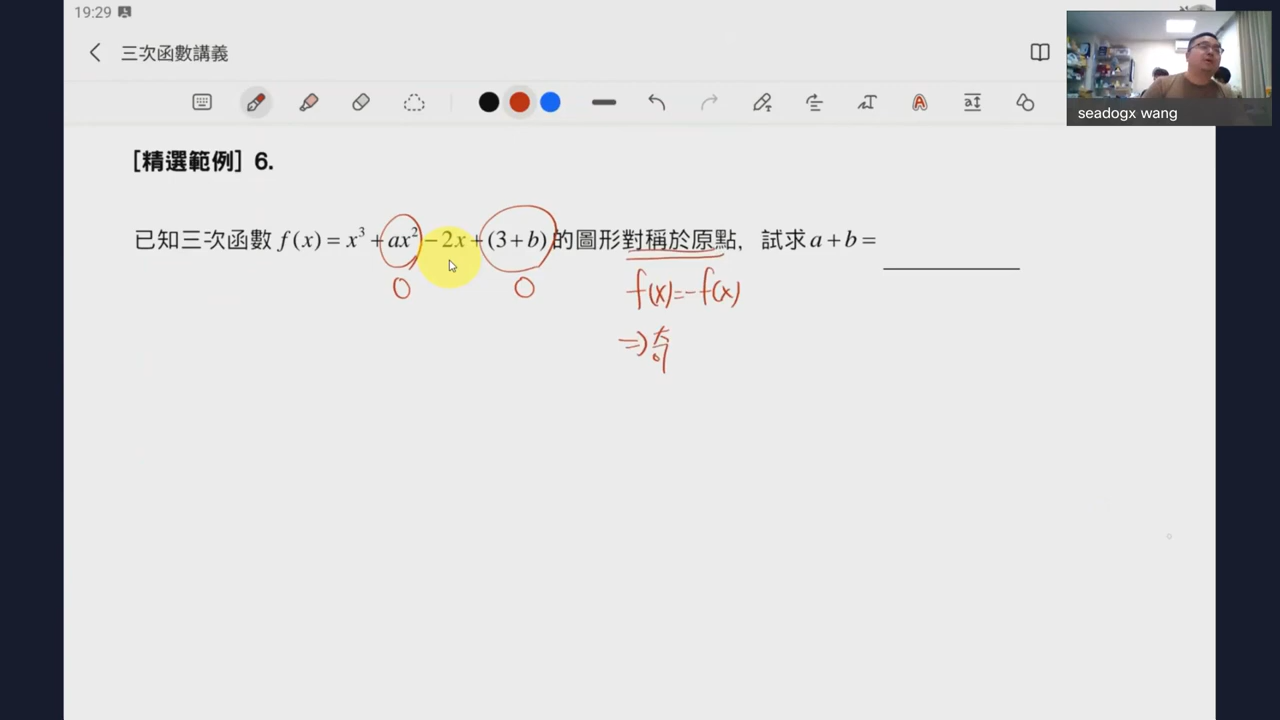 19:29
三次函數講義
seadogx wang
[精選範例] 6.
已知三次函數 f(x) = x³ + ax² − 2x + (3 + b) 的圖形對稱於原點，試求 a + b =
0 0 f(x)=-f(x)
⇒奇